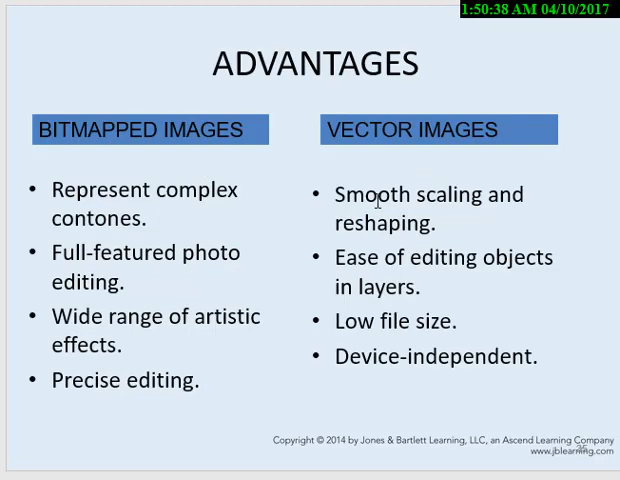 1:50:38 AM 04/10/2017
ADVANTAGES
BITMAPPED IMAGES
• Represent complex
contones.
• Full-featured photo
editing.
• Wide range of artistic
effects.
• Precise editing.
VECTOR IMAGES
• Smooth scaling and
reshaping.
• Ease of editing objects
in layers.
• Low file size.
• Device-independent.
Copyright © 2014 by Jones & Bartlett Learning, LLC, an Ascend Learning Company
www.jblearning.com